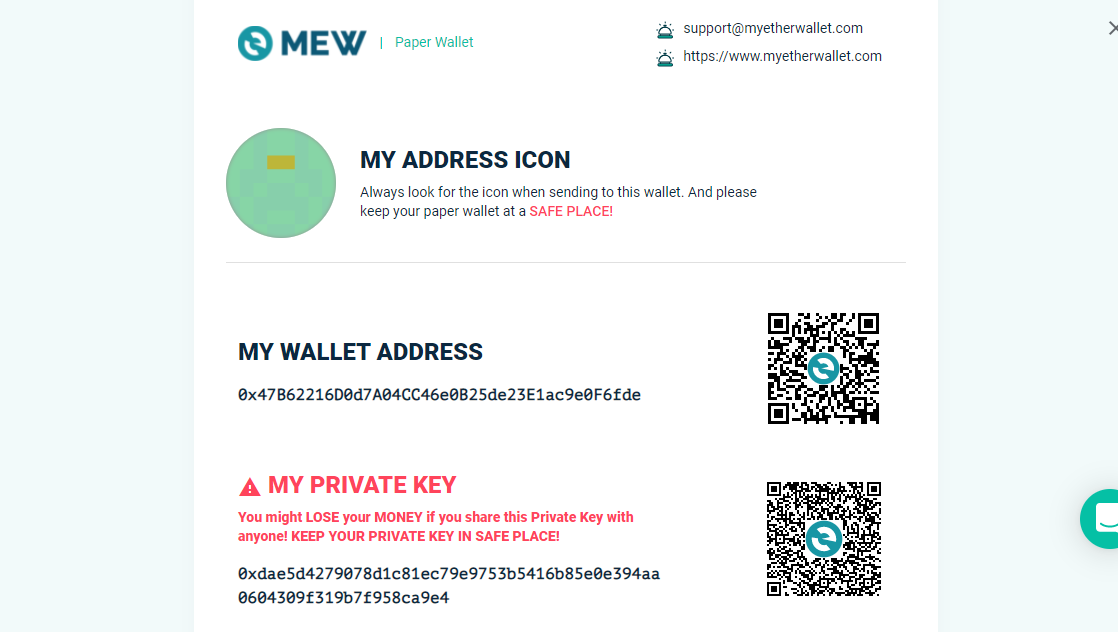 MEW | Paper Wallet
support@myetherwallet.com
https://www.myetherwallet.com
MY ADDRESS ICON
Always look for the icon when sending to this wallet. And please
keep your paper wallet at a SAFE PLACE!
MY WALLET ADDRESS
0x47B62216D0d7A04CC46e0B25de23E1ac9e0F6fde
MY PRIVATE KEY
You might LOSE your MONEY if you share this Private Key with
anyone! KEEP YOUR PRIVATE KEY IN SAFE PLACE!
0xdae5d4279078d1c81ec79e9753b5416b85e0e394aa
0604309f319b7f958ca9e4